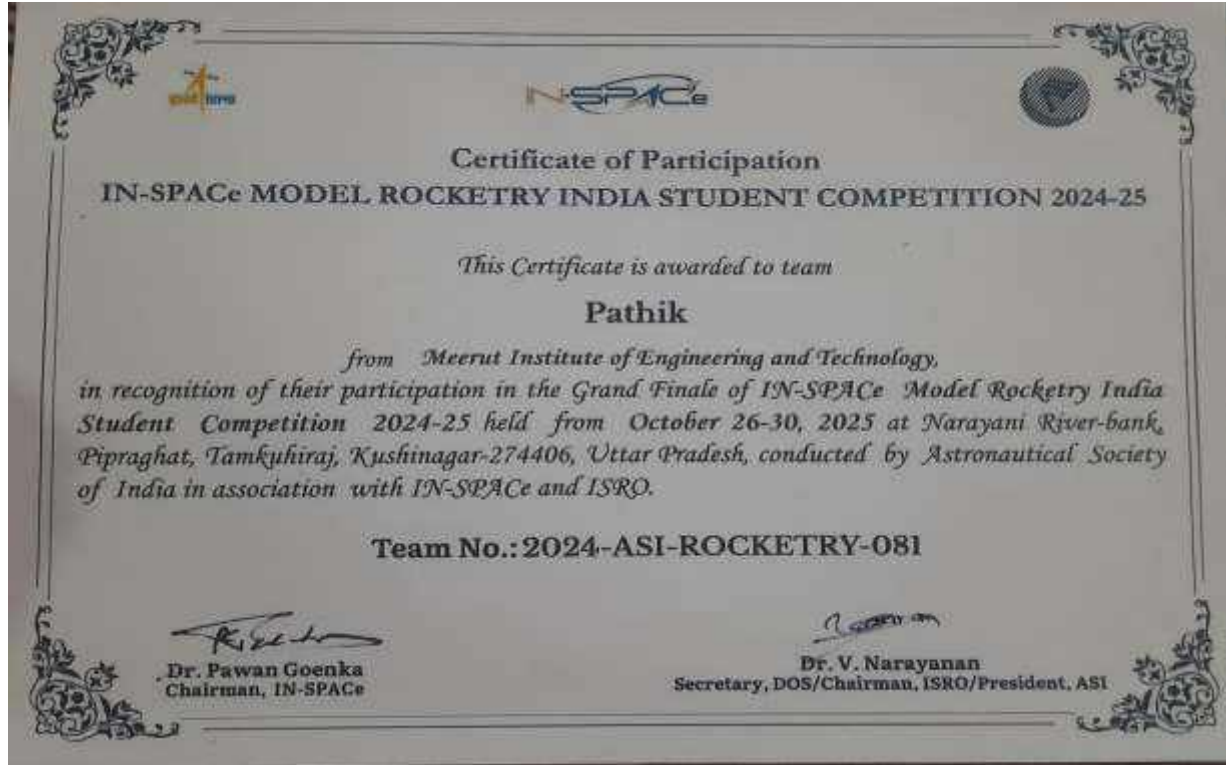 इसरो isro
IN-SPACe
Certificate of Participation
IN-SPACe MODEL ROCKETRY INDIA STUDENT COMPETITION 2024-25
This Certificate is awarded to team
Pathik
from Meerut Institute of Engineering and Technology,
in recognition of their participation in the Grand Finale of IN-SPACe Model Rocketry India
Student Competition 2024-25 held from October 26-30, 2025 at Narayani River-bank,
Pipraghat, Tamkuhiraj, Kushinagar-274406, Uttar Pradesh, conducted by Astronautical Society
of India in association with IN-SPACe and ISRO.
Team No.: 2024-ASI-ROCKETRY-081
Dr. Pawan Goenka
Chairman, IN-SPACe
Dr. V. Narayanan
Secretary, DOS/Chairman, ISRO/President, ASI